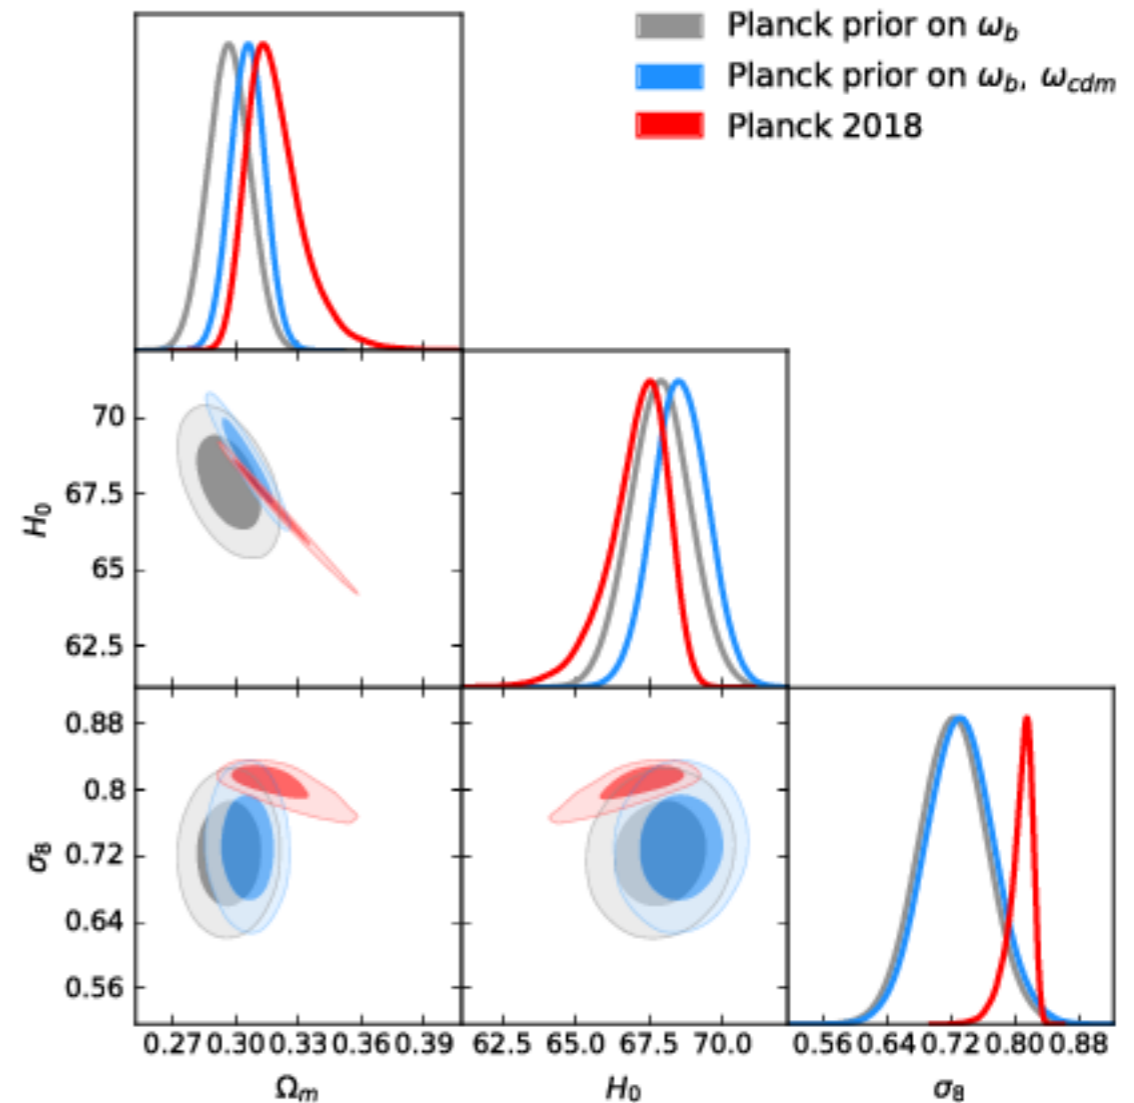 Planck prior on ω_b
Planck prior on ω_b, ω_cdm
Planck 2018
70
67.5
65
62.5
H_0
0.88
0.8
0.72
0.64
0.56
σ_8
0.27 0.30 0.33 0.36 0.39
62.5 65.0 67.5 70.0
0.56 0.64 0.72 0.80 0.88
Ω_m
H_0
σ_8